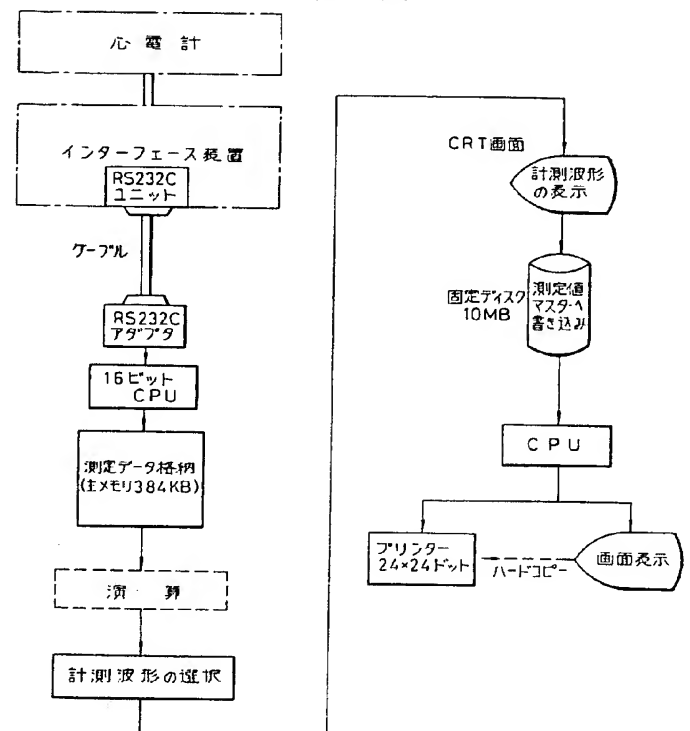 心電計
インターフェース装置
RS232C
ユニット
ケーブル
RS232C
アダプタ
16ビット
CPU
測定データ格納
(主メモリ384KB)
演算
計測波形の選択
CRT画面
計測波形
の表示
固定ディスク
10MB
測定値
マスターへ
書き込み
CPU
プリンター
24×24ドット
ハードコピー
画面表示